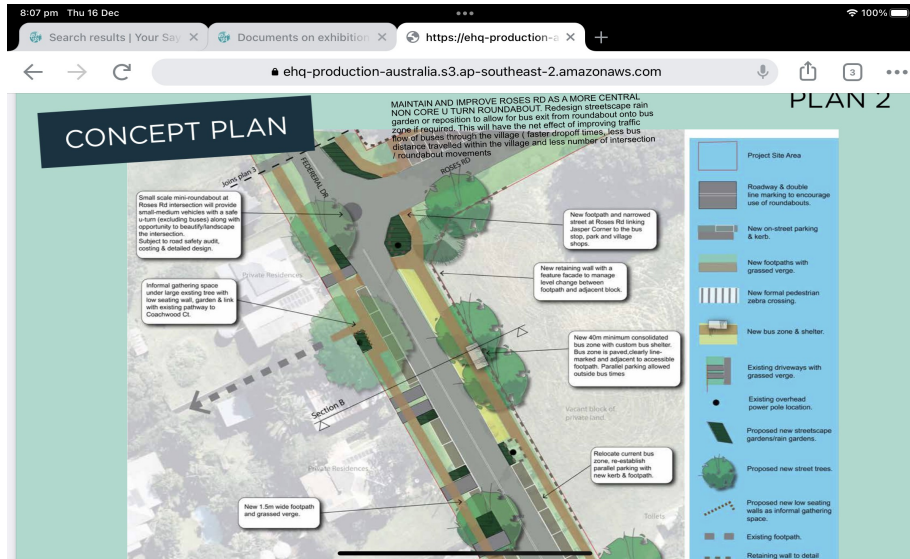 8:07 pm Thu 16 Dec
100%
Search results | Your Say
Documents on exhibition
https://ehq-production-a
ehq-production-australia.s3.ap-southeast-2.amazonaws.com
3
CONCEPT PLAN
PLAN 2
MAINTAIN AND IMPROVE ROSES RD AS A MORE CENTRAL
NON CORE U TURN ROUNDABOUT. Redesign streetscape rain
garden or reposition to allow for bus exit from roundabout onto bus
zone if required. This will have the net effect of improving traffic
flow of buses through the village ( faster dropoff times, less bus
distance travelled within the village and less number of intersection
/ roundabout movements
Joins plan 3
FEDERERAL DR
ROSES RD
Small scale mini-roundabout at
Roses Rd intersection will provide
small-medium vehicles with a safe
u-turn (excluding buses) along with
opportunity to beautify/landscape
the intersection.
Subject to road safety audit,
costing & detailed design.
Private Residences
Informal gathering space
under large existing tree with
low seating wall, garden & link
with existing pathway to
Coachwood Ct.
New footpath and narrowed
street at Roses Rd linking
Jasper Corner to the bus
stop, park and village
shops.
New retaining wall with a
feature facade to manage
level change between
footpath and adjacent block.
New 40m minimum consolidated
bus zone with custom bus shelter.
Bus zone is paved,clearly line-
marked and adjacent to accessible
footpath. Parallel parking allowed
outside bus times
Section B
Vacant block of
private land
Relocate current bus
zone, re-establish
parallel parking with
new kerb & footpath.
Private Residences
New 1.5m wide footpath
and grassed verge.
Toilets
Project Site Area
Roadway & double
line marking to encourage
use of roundabouts.
New on-street parking
& kerb.
New footpaths with
grassed verge.
New formal pedestrian
zebra crossing.
New bus zone & shelter.
Existing driveways with
grassed verge.
Existing overhead
power pole location.
Proposed new streetscape
gardens/rain gardens.
Proposed new street trees.
Proposed new low seating
walls as informal gathering
space.
Existing footpath.
Retaining wall to detail